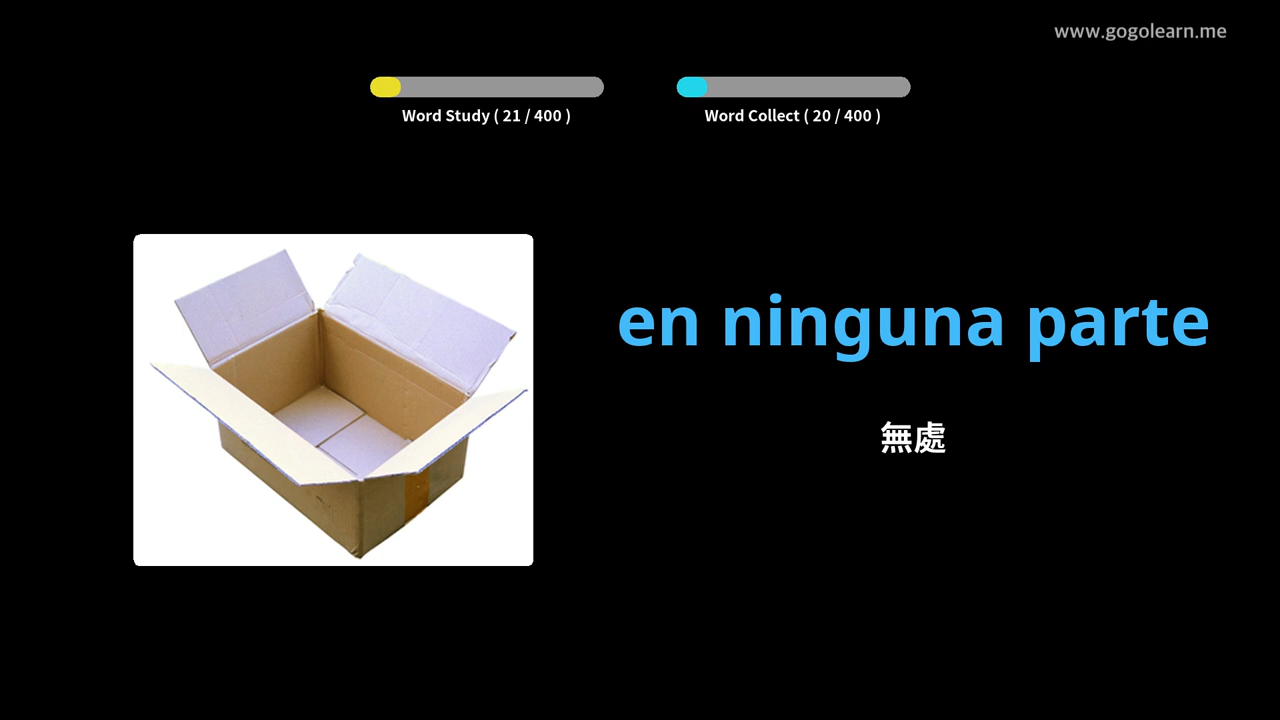 www.gogolearn.me
Word Study ( 21 / 400 )
Word Collect ( 20 / 400 )
en ninguna parte
無處